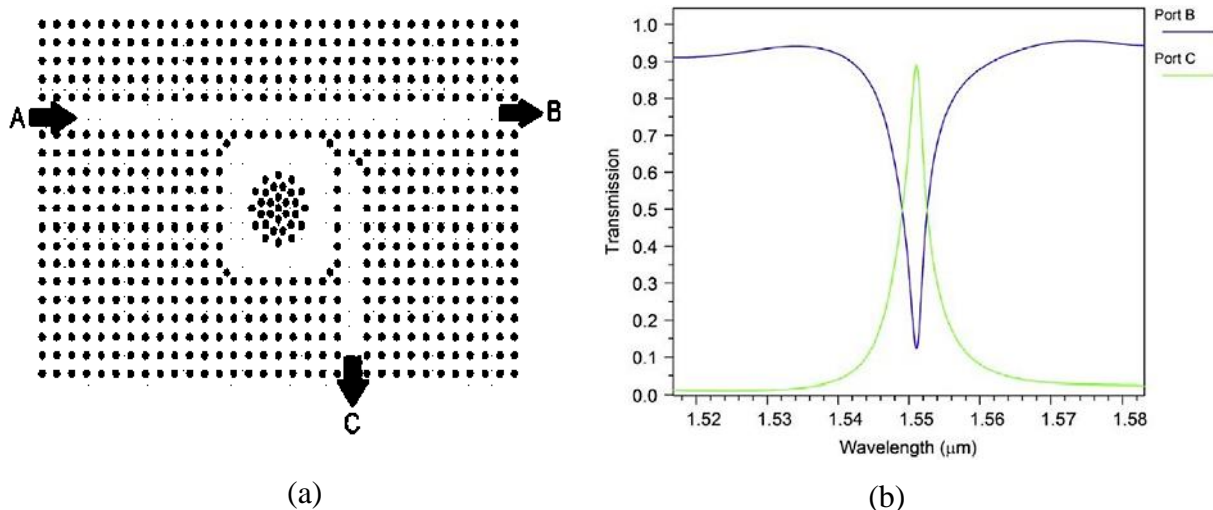 A
B
C
(a)
Port B
Port C
Transmission
1.0
0.9
0.8
0.7
0.6
0.5
0.4
0.3
0.2
0.1
0.0
1.52 1.53 1.54 1.55 1.56 1.57 1.58
Wavelength (μm)
(b)